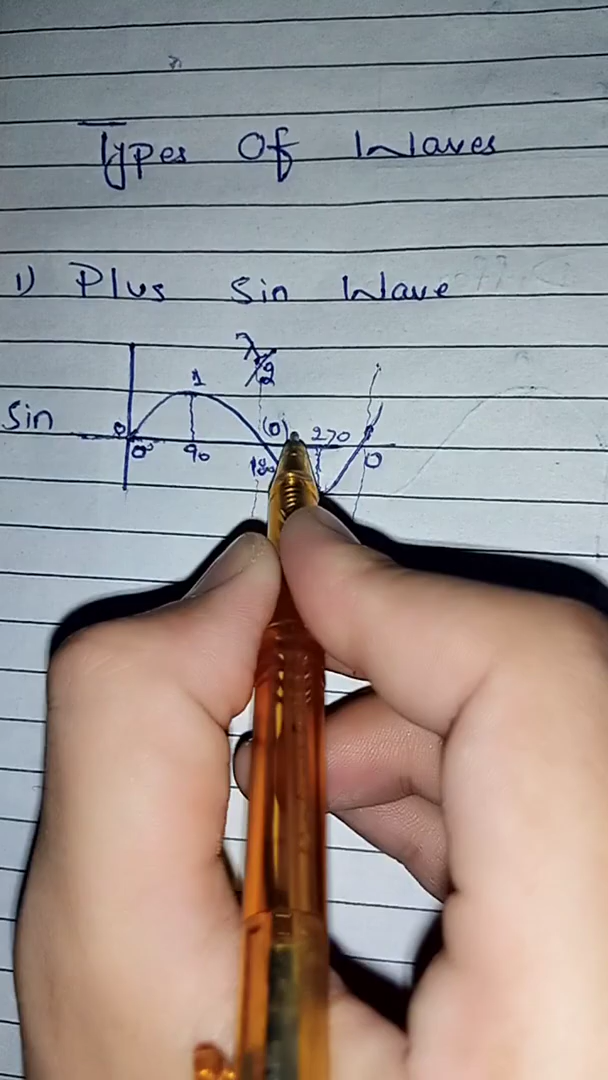 Types Of Waves
1) Plus Sin Wave
λ/2
1
Sin
0 (0) 270
0° 90 180 0